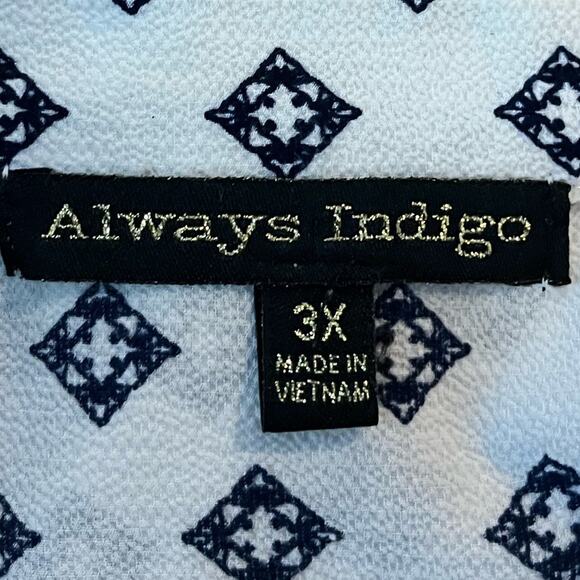 Always Indigo
3X
MADE IN
VIETNAM